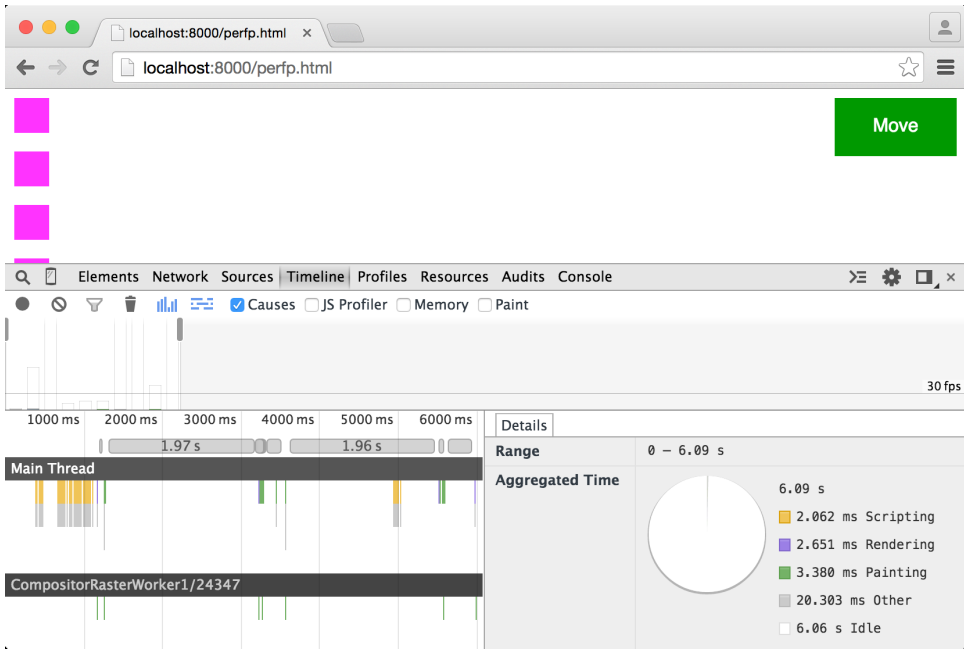 localhost:8000/perfp.html ×
localhost:8000/perfp.html
Move
Elements Network Sources Timeline Profiles Resources Audits Console ×
Causes JS Profiler Memory Paint
30 fps
1000 ms 2000 ms 3000 ms 4000 ms 5000 ms 6000 ms
1.97 s 1.96 s
Main Thread
CompositorRasterWorker1/24347
Details
Range 0 – 6.09 s
Aggregated Time
6.09 s
2.062 ms Scripting
2.651 ms Rendering
3.380 ms Painting
20.303 ms Other
6.06 s Idle